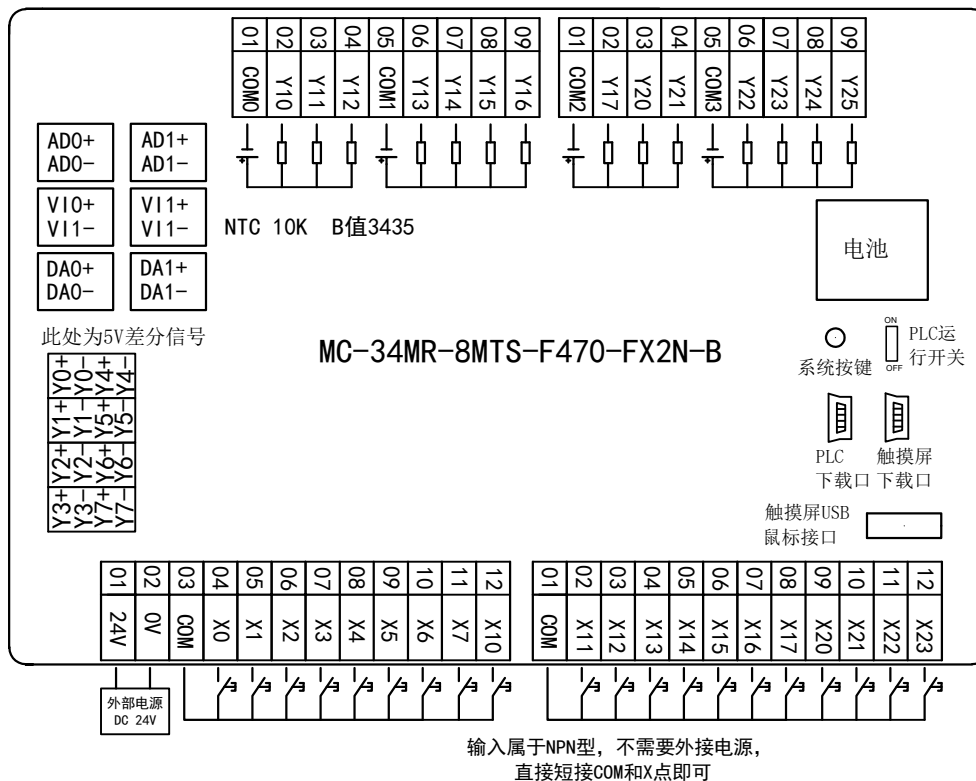 01 02 03 04 05 06 07 08 09
COM0 Y10 Y11 Y12 COM1 Y13 Y14 Y15 Y16
01 02 03 04 05 06 07 08 09
COM2 Y17 Y20 Y21 COM3 Y22 Y23 Y24 Y25
AD0+
AD0-
AD1+
AD1-
VI0+
VI1-
VI1+
VI1-
NTC 10K B值3435
DA0+
DA0-
DA1+
DA1-
电池
此处为5V差分信号
Y0+ Y0- Y4+ Y4-
Y1+ Y1- Y5+ Y5-
Y2+ Y2- Y6+ Y6-
Y3+ Y3- Y7+ Y7-
MC-34MR-8MTS-F470-FX2N-B
系统按键
ON
OFF
PLC运
行开关
PLC
下载口
触摸屏
下载口
触摸屏USB
鼠标接口
01 02 03 04 05 06 07 08 09 10 11 12
24V 0V COM X0 X1 X2 X3 X4 X5 X6 X7 X10
01 02 03 04 05 06 07 08 09 10 11 12
COM X11 X12 X13 X14 X15 X16 X17 X20 X21 X22 X23
外部电源
DC 24V
输入属于NPN型，不需要外接电源，
直接短接COM和X点即可